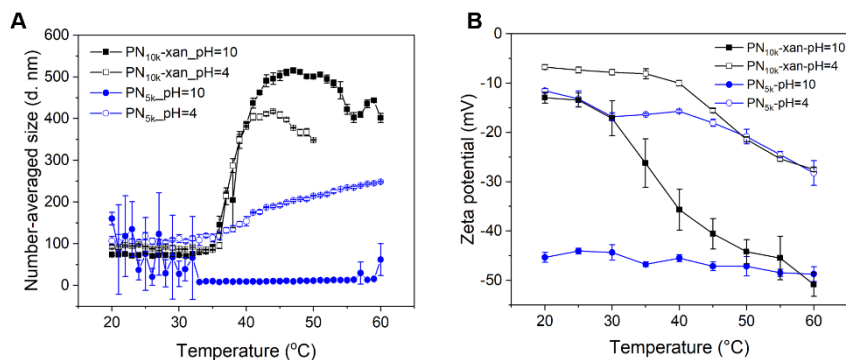 A
PN10k-xan_pH=10
PN10k-xan_pH=4
PN5k_pH=10
PN5k_pH=4
Number-averaged size (d. nm)
600
500
400
300
200
100
0
20 30 40 50 60
Temperature (°C)
B
PN10k-xan-pH=10
PN10k-xan-pH=4
PN5k-pH=10
PN5k-pH=4
Zeta potential (mV)
0
-10
-20
-30
-40
-50
20 30 40 50 60
Temperature (°C)